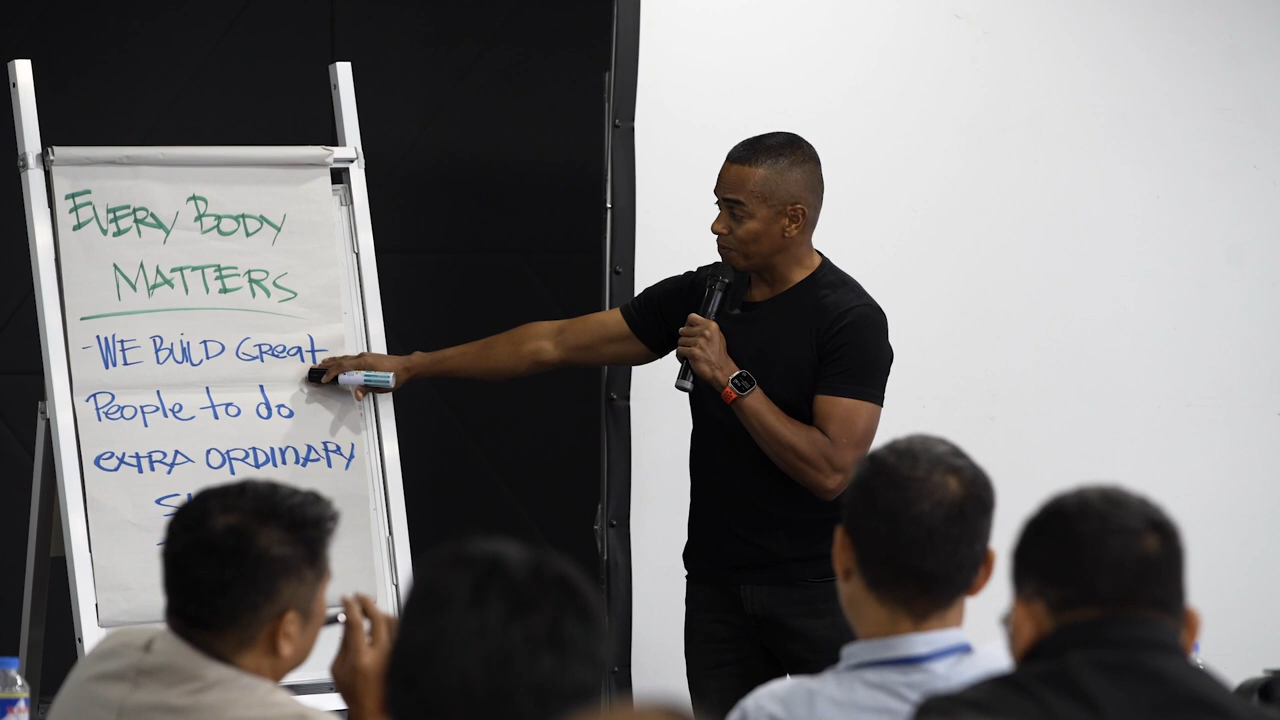 EVERY BODY
MATTERS
-WE BUILD Great
People to do
EXTRA ORDINARY